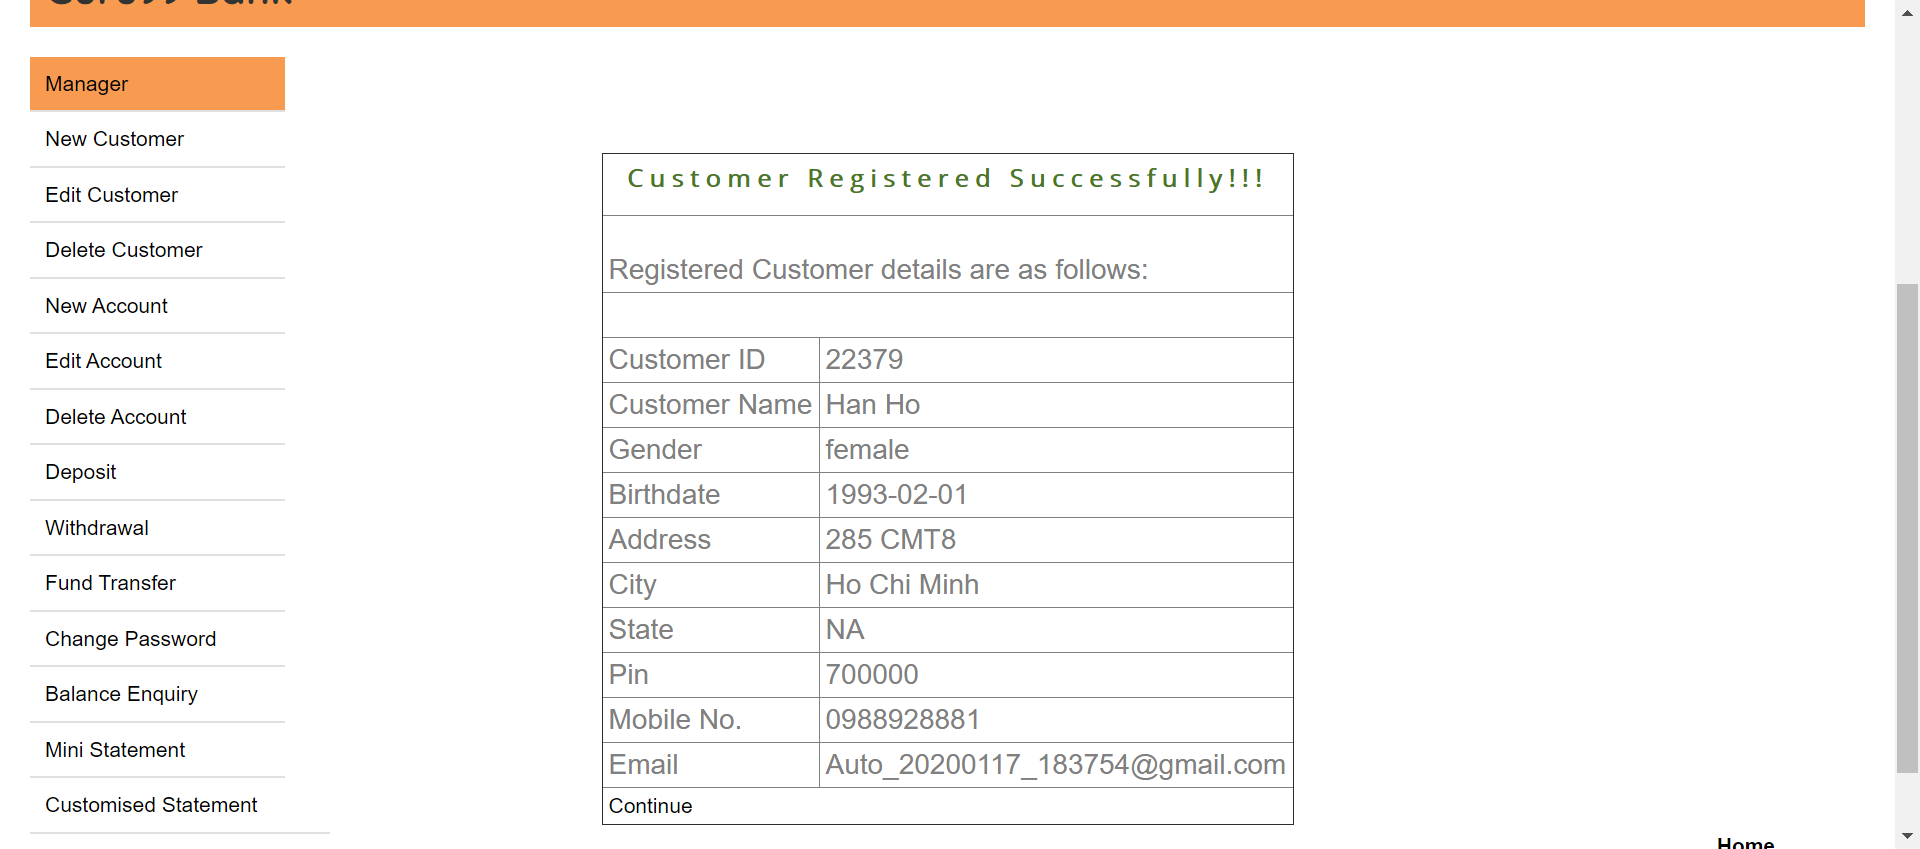 Guru99 Bank
Manager
New Customer
Edit Customer
Delete Customer
New Account
Edit Account
Delete Account
Deposit
Withdrawal
Fund Transfer
Change Password
Balance Enquiry
Mini Statement
Customised Statement
Customer Registered Successfully!!!
Registered Customer details are as follows:
Customer ID 22379
Customer Name Han Ho
Gender female
Birthdate 1993-02-01
Address 285 CMT8
City Ho Chi Minh
State NA
Pin 700000
Mobile No. 0988928881
Email Auto_20200117_183754@gmail.com
Continue
Home